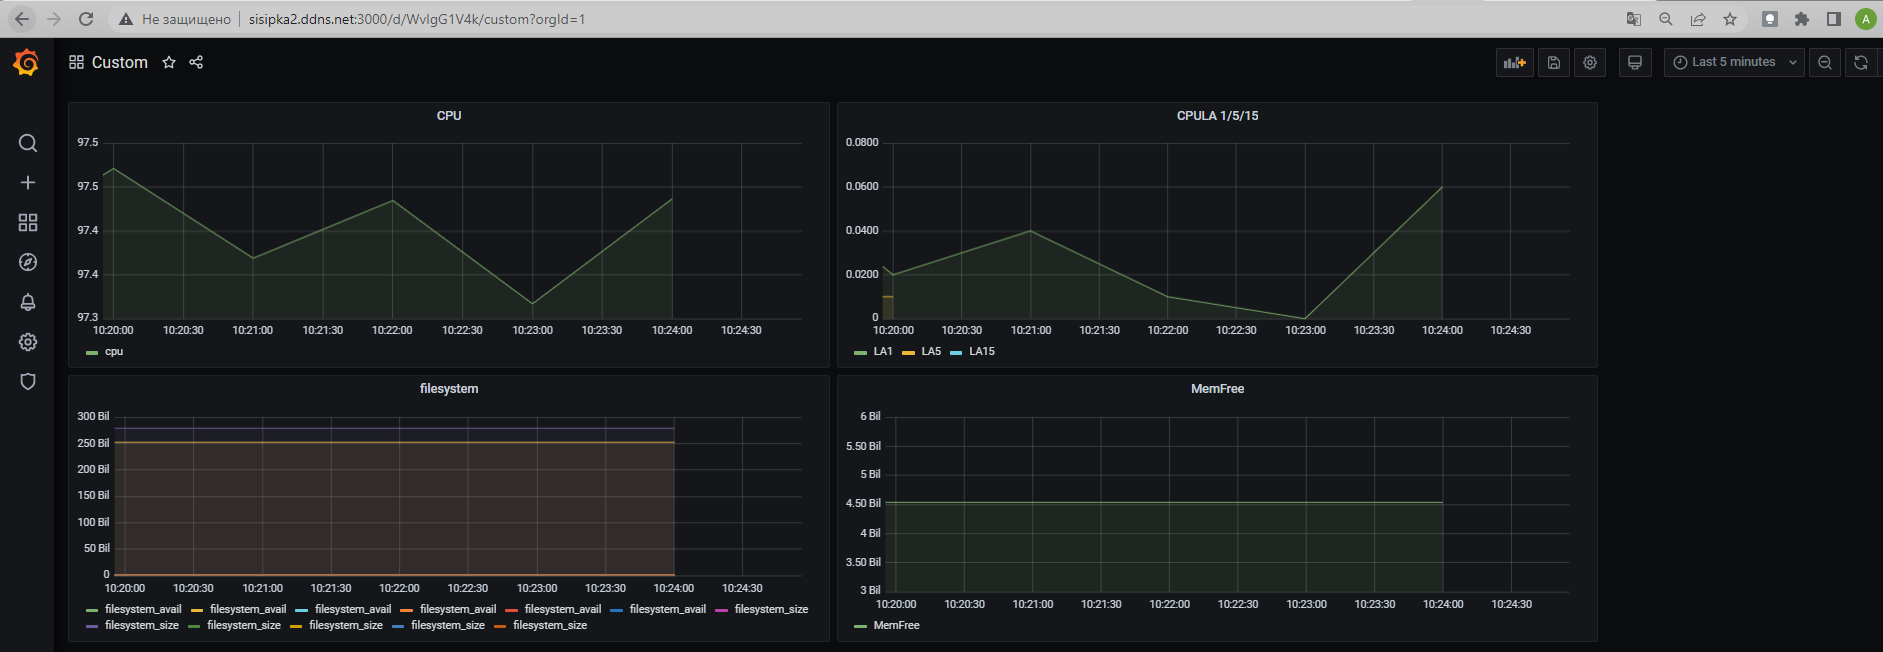 Не защищено sisipka2.ddns.net:3000/d/WvIgG1V4k/custom?orgId=1 A
Custom Last 5 minutes
CPU
97.5
97.5
97.4
97.4
97.3
10:20:00 10:20:30 10:21:00 10:21:30 10:22:00 10:22:30 10:23:00 10:23:30 10:24:00 10:24:30
cpu
CPULA 1/5/15
0.0800
0.0600
0.0400
0.0200
0
10:20:00 10:20:30 10:21:00 10:21:30 10:22:00 10:22:30 10:23:00 10:23:30 10:24:00 10:24:30
LA1 LA5 LA15
filesystem
300 Bil
250 Bil
200 Bil
150 Bil
100 Bil
50 Bil
0
10:20:00 10:20:30 10:21:00 10:21:30 10:22:00 10:22:30 10:23:00 10:23:30 10:24:00 10:24:30
filesystem_avail filesystem_avail filesystem_avail filesystem_avail filesystem_avail filesystem_avail filesystem_size
filesystem_size filesystem_size filesystem_size filesystem_size filesystem_size
MemFree
6 Bil
5.50 Bil
5 Bil
4.50 Bil
4 Bil
3.50 Bil
3 Bil
10:20:00 10:20:30 10:21:00 10:21:30 10:22:00 10:22:30 10:23:00 10:23:30 10:24:00 10:24:30
MemFree